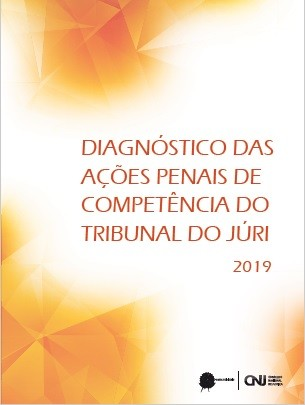 DIAGNÓSTICO DAS
AÇÕES PENAIS DE
COMPETÊNCIA DO
TRIBUNAL DO JÚRI
2019
CNJ